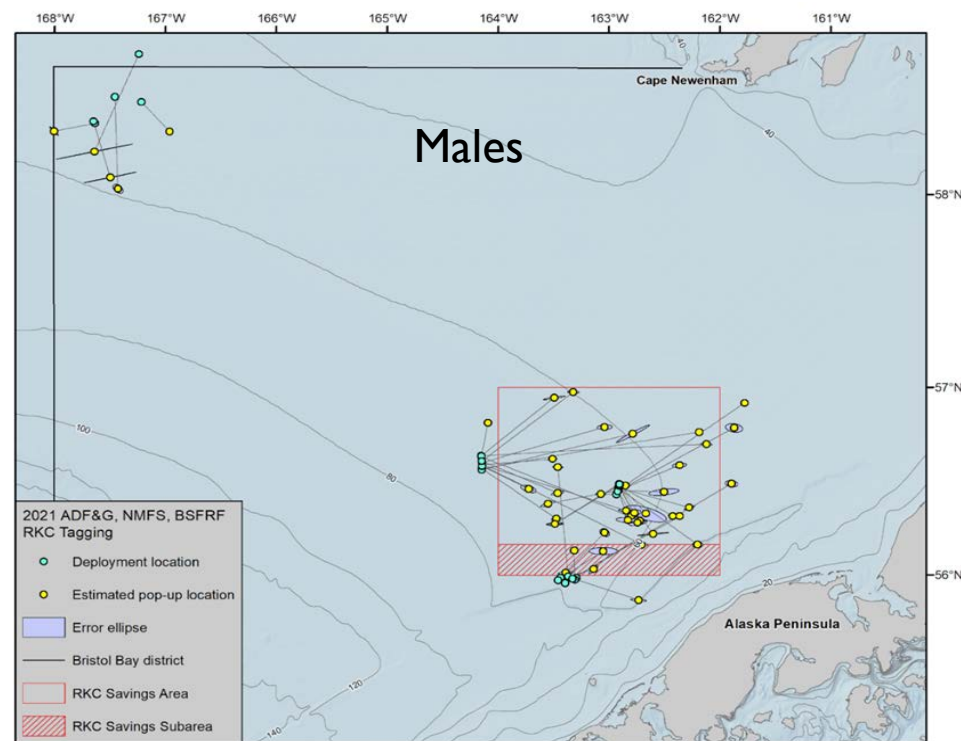 168°W 167°W 166°W 165°W 164°W 163°W 162°W 161°W
40
Cape Newenham
40
Males
58°N
57°N
100
80
60
56°N
20
Alaska Peninsula
120
140
2021 ADF&G, NMFS, BSFRF
RKC Tagging
Deployment location
Estimated pop-up location
Error ellipse
Bristol Bay district
RKC Savings Area
RKC Savings Subarea